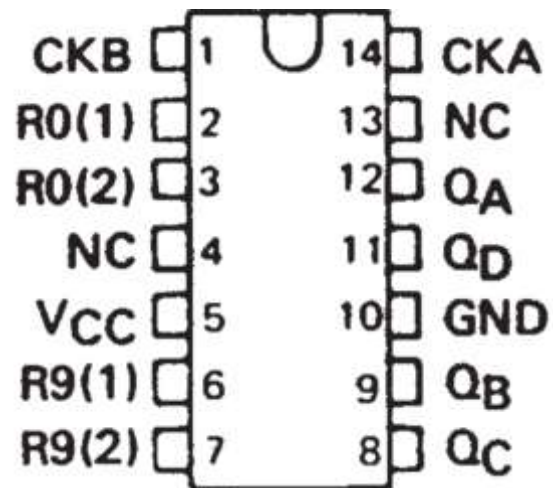 CKB 1 14 CKA
R0(1) 2 13 NC
R0(2) 3 12 QA
NC 4 11 QD
VCC 5 10 GND
R9(1) 6 9 QB
R9(2) 7 8 QC